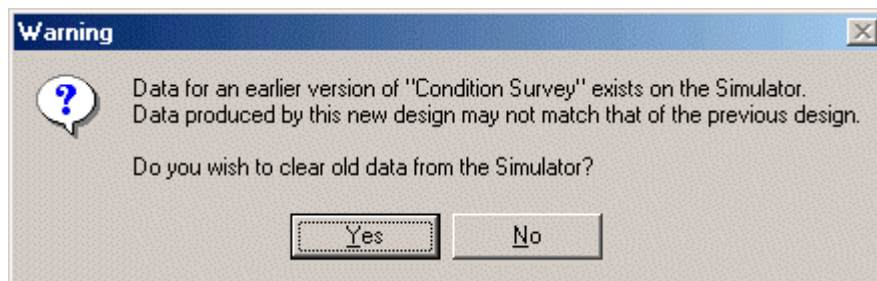 Warning
Data for an earlier version of "Condition Survey" exists on the Simulator.
Data produced by this new design may not match that of the previous design.
Do you wish to clear old data from the Simulator?
Yes
No